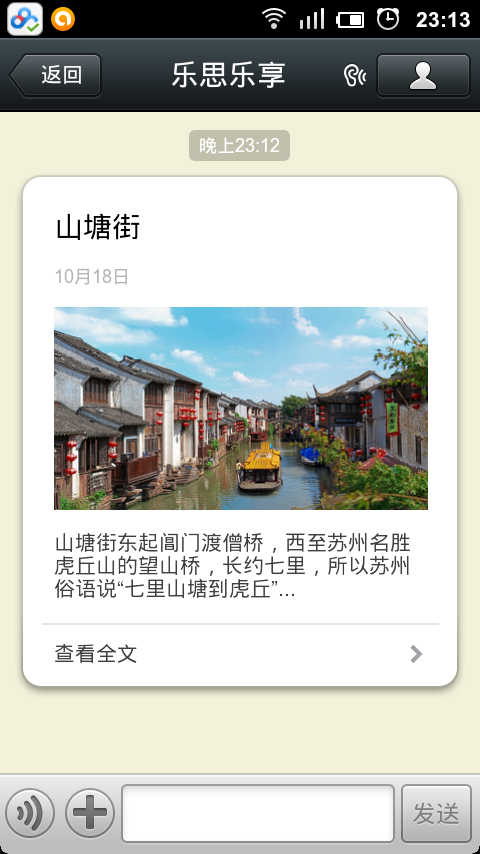 23:13
返回
乐思乐享
晚上23:12
山塘街
10月18日
山塘街东起阊门渡僧桥，西至苏州名胜
虎丘山的望山桥，长约七里，所以苏州
俗语说“七里山塘到虎丘”...
查看全文
发送